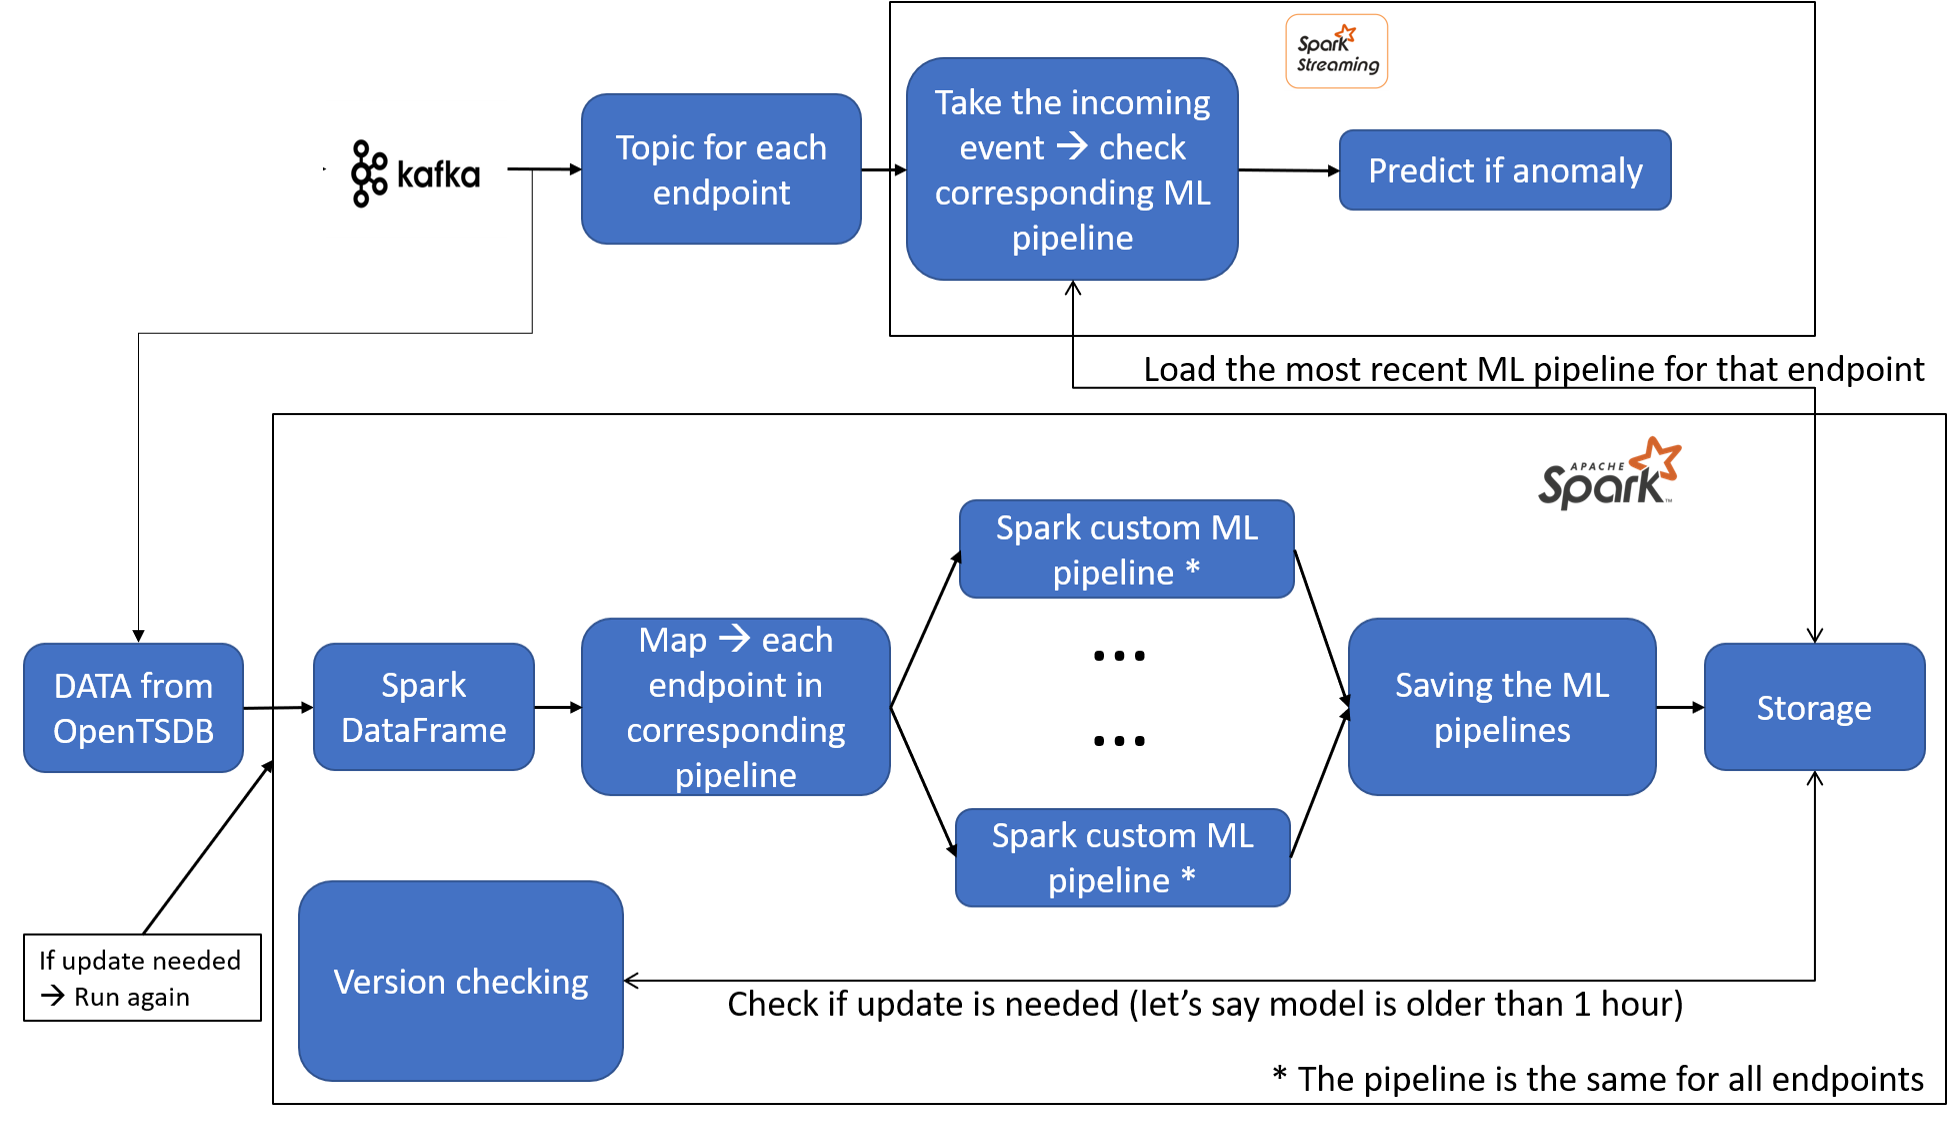 Spark
Streaming
Take the incoming
event → check
corresponding ML
pipeline
Topic for each
endpoint
kafka
Predict if anomaly
Load the most recent ML pipeline for that endpoint
APACHE
Spark™
Spark custom ML
pipeline *
...
...
Spark custom ML
pipeline *
DATA from
OpenTSDB
Spark
DataFrame
Map → each
endpoint in
corresponding
pipeline
Saving the ML
pipelines
Storage
If update needed
→ Run again
Version checking
Check if update is needed (let's say model is older than 1 hour)
* The pipeline is the same for all endpoints